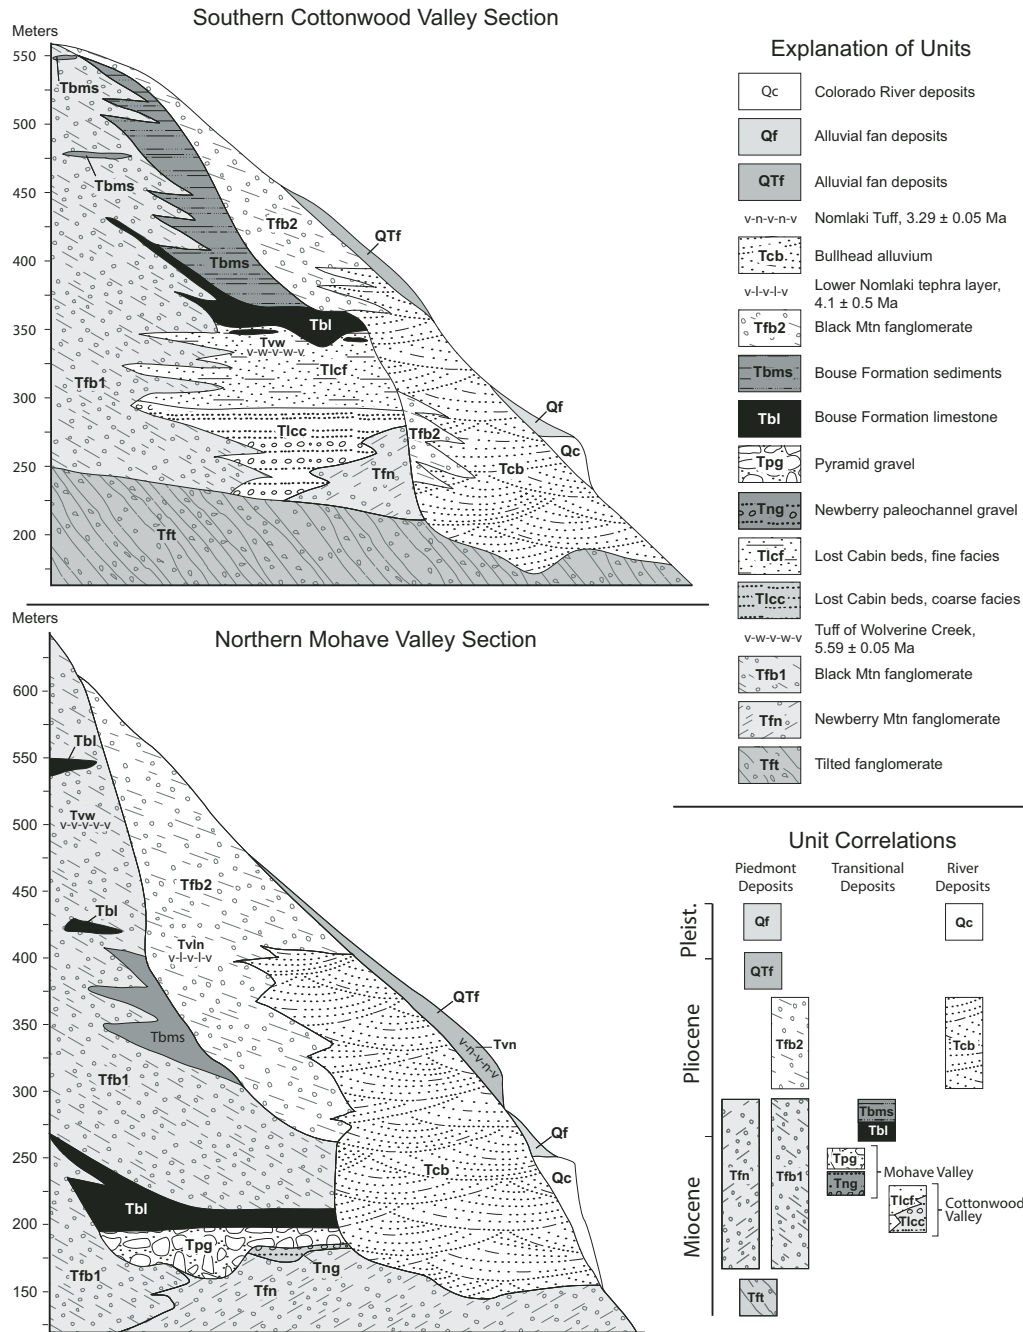 Southern Cottonwood Valley Section
Meters
550
500
450
400
350
300
250
200
Tbms
Tbms
Tfb2
QTf
Tbms
Tbl
Tvw
v-w-v-w-v
Tlcf
Tfb1
Qf
Tlcc
Tfb2
Qc
Tfn
Tcb
Tft
Meters
Northern Mohave Valley Section
600
550
500
450
400
350
300
250
200
150
Tbl
Tvw
v-v-v-v-v
Tfb2
Tbl
Tvln
v-l-v-l-v
QTf
Tvn
v-n-v-n-v
Tbms
Tfb1
Qf
Tcb
Qc
Tbl
Tpg
Tng
Tfb1
Tfn
Explanation of Units
Qc Colorado River deposits
Qf Alluvial fan deposits
QTf Alluvial fan deposits
v-n-v-n-v Nomlaki Tuff, 3.29 ± 0.05 Ma
Tcb Bullhead alluvium
v-l-v-l-v Lower Nomlaki tephra layer,
4.1 ± 0.5 Ma
Tfb2 Black Mtn fanglomerate
Tbms Bouse Formation sediments
Tbl Bouse Formation limestone
Tpg Pyramid gravel
Tng Newberry paleochannel gravel
Tlcf Lost Cabin beds, fine facies
Tlcc Lost Cabin beds, coarse facies
v-w-v-w-v Tuff of Wolverine Creek,
5.59 ± 0.05 Ma
Tfb1 Black Mtn fanglomerate
Tfn Newberry Mtn fanglomerate
Tft Tilted fanglomerate
Unit Correlations
Piedmont
Deposits
Transitional
Deposits
River
Deposits
Pleist.
Qf
Qc
QTf
Pliocene
Tfb2
Tcb
Tbms
Tbl
Miocene
Tfn
Tfb1
Tpg
Tng
Mohave Valley
Tlcf
Tlcc
Cottonwood
Valley
Tft